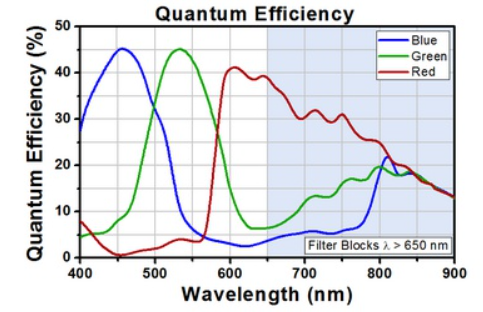 Quantum Efficiency
Quantum Efficiency (%)
50
40
30
20
10
0
Blue
Green
Red
Filter Blocks λ > 650 nm
400 500 600 700 800 900
Wavelength (nm)